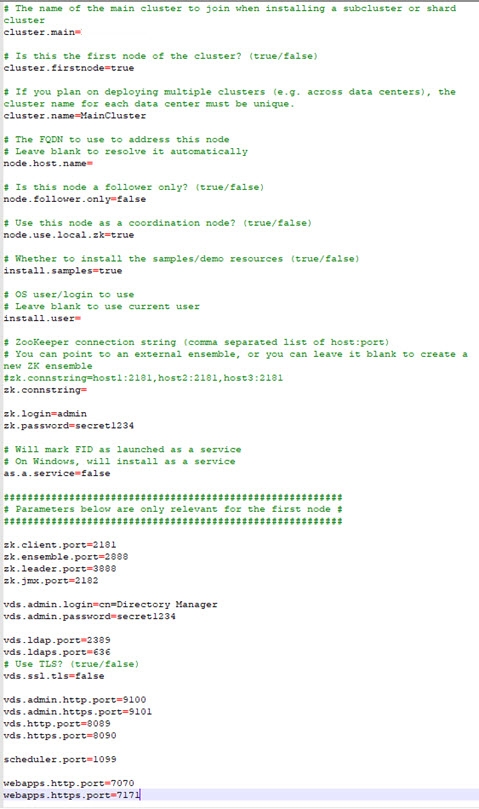 # The name of the main cluster to join when installing a subcluster or shard
cluster
cluster.main=
# Is this the first node of the cluster? (true/false)
cluster.firstnode=true
# If you plan on deploying multiple clusters (e.g. across data centers), the
cluster name for each data center must be unique.
cluster.name=MainCluster
# The FQDN to use to address this node
# Leave blank to resolve it automatically
node.host.name=
# Is this node a follower only? (true/false)
node.follower.only=false
# Use this node as a coordination node? (true/false)
node.use.local.zk=true
# Whether to install the samples/demo resources (true/false)
install.samples=true
# OS user/login to use
# Leave blank to use current user
install.user=
# ZooKeeper connection string (comma separated list of host:port)
# You can point to an external ensemble, or you can leave it blank to create a
new ZK ensemble
#zk.connstring=host1:2181,host2:2181,host3:2181
zk.connstring=
zk.login=admin
zk.password=secret1234
# Will mark FID as launched as a service
# On Windows, will install as a service
as.a.service=false
##########################################################
# Parameters below are only relevant for the first node #
##########################################################
zk.client.port=2181
zk.ensemble.port=2888
zk.leader.port=3888
zk.jmx.port=2182
vds.admin.login=cn=Directory Manager
vds.admin.password=secret1234
vds.ldap.port=2389
vds.ldaps.port=636
# Use TLS? (true/false)
vds.ssl.tls=false
vds.admin.http.port=9100
vds.admin.https.port=9101
vds.http.port=8089
vds.https.port=8090
scheduler.port=1099
webapps.http.port=7070
webapps.https.port=7171